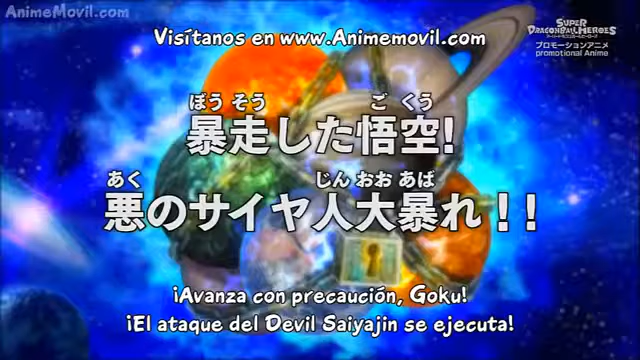 AnimeMovil.com
Visítanos en www.Animemovil.com
SUPER
DRAGONBALL HEROES
プロモーションアニメ
promotional Anime
ぼう そう ご くう
暴走した悟空!
あく じん おお あば
悪のサイヤ人大暴れ!!
¡Avanza con precaución, Goku!
¡El ataque del Devil Saiyajin se ejecuta!